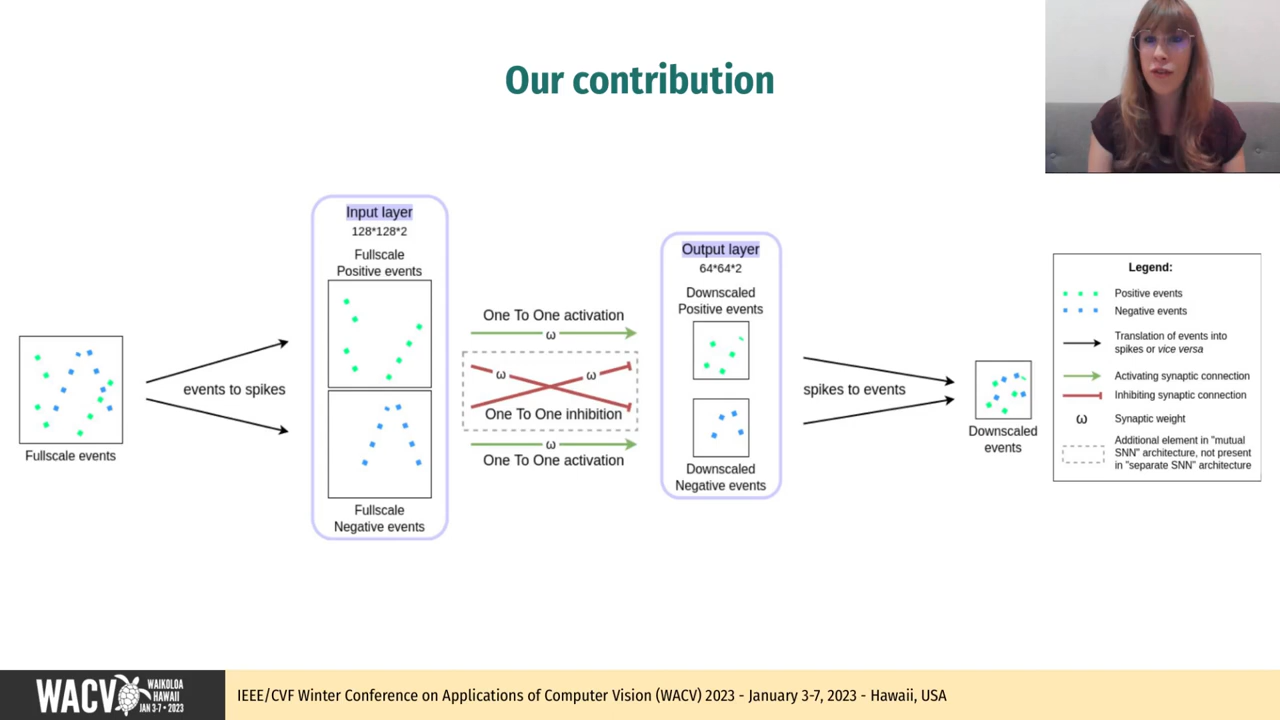 Our contribution
Input layer
128*128*2
Fullscale
Positive events
Fullscale
Negative events
Fullscale events
events to spikes
One To One activation
ω
ω
ω
One To One inhibition
ω
One To One activation
Output layer
64*64*2
Downscaled
Positive events
Downscaled
Negative events
spikes to events
Downscaled
events
Legend:
Positive events
Negative events
Translation of events into
spikes or vice versa
Activating synaptic connection
Inhibiting synaptic connection
ω Synaptic weight
Additional element in "mutual
SNN" architecture, not present
in "separate SNN" architecture
WACV
WAIKOLOA
HAWAII
JAN 3-7 • 2023
IEEE/CVF Winter Conference on Applications of Computer Vision (WACV) 2023 - January 3-7, 2023 - Hawaii, USA